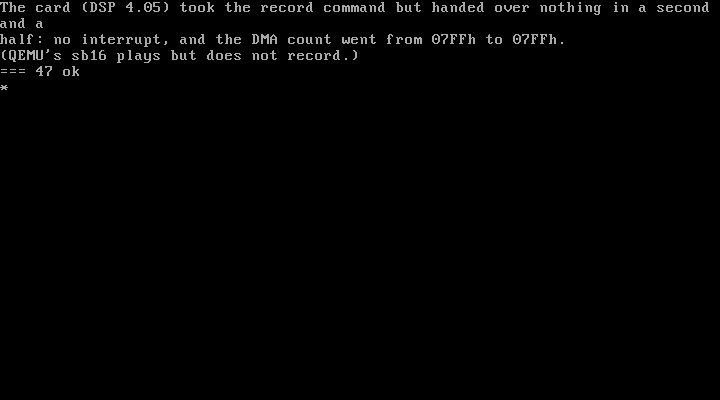 The card (DSP 4.05) took the record command but handed over nothing in a second
and a
half: no interrupt, and the DMA count went from 07FFh to 07FFh.
(QEMU's sb16 plays but does not record.)
=== 47 ok
*